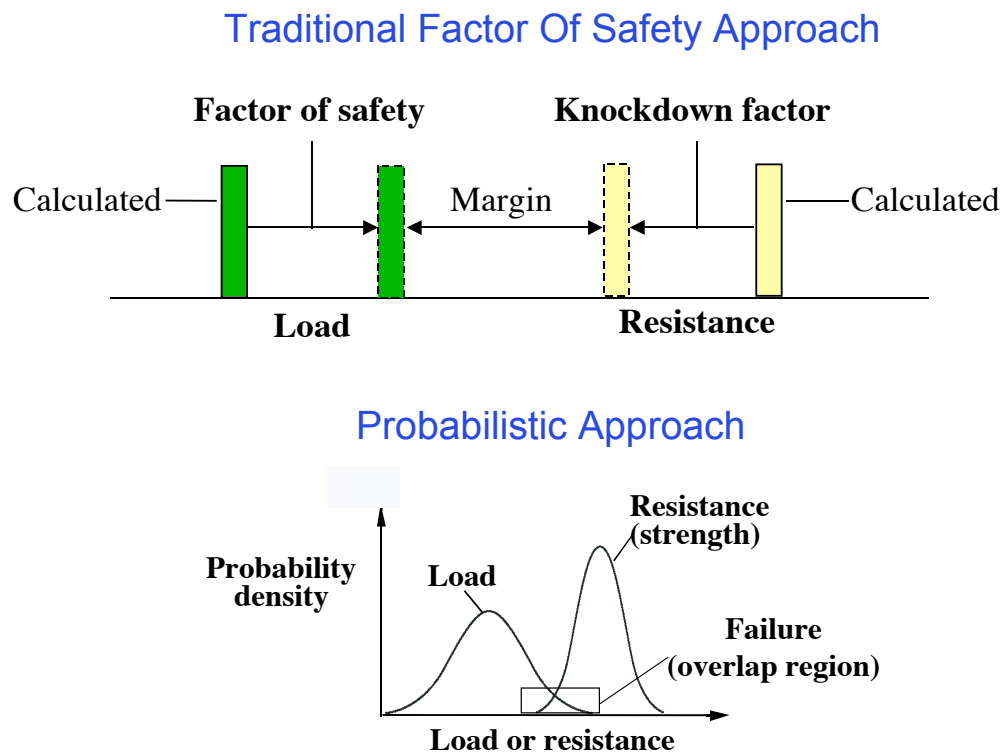 Traditional Factor Of Safety Approach
Factor of safety
Knockdown factor
Calculated
Margin
Calculated
Load
Resistance
Probabilistic Approach
Resistance
(strength)
Probability
density
Load
Failure
(overlap region)
Load or resistance